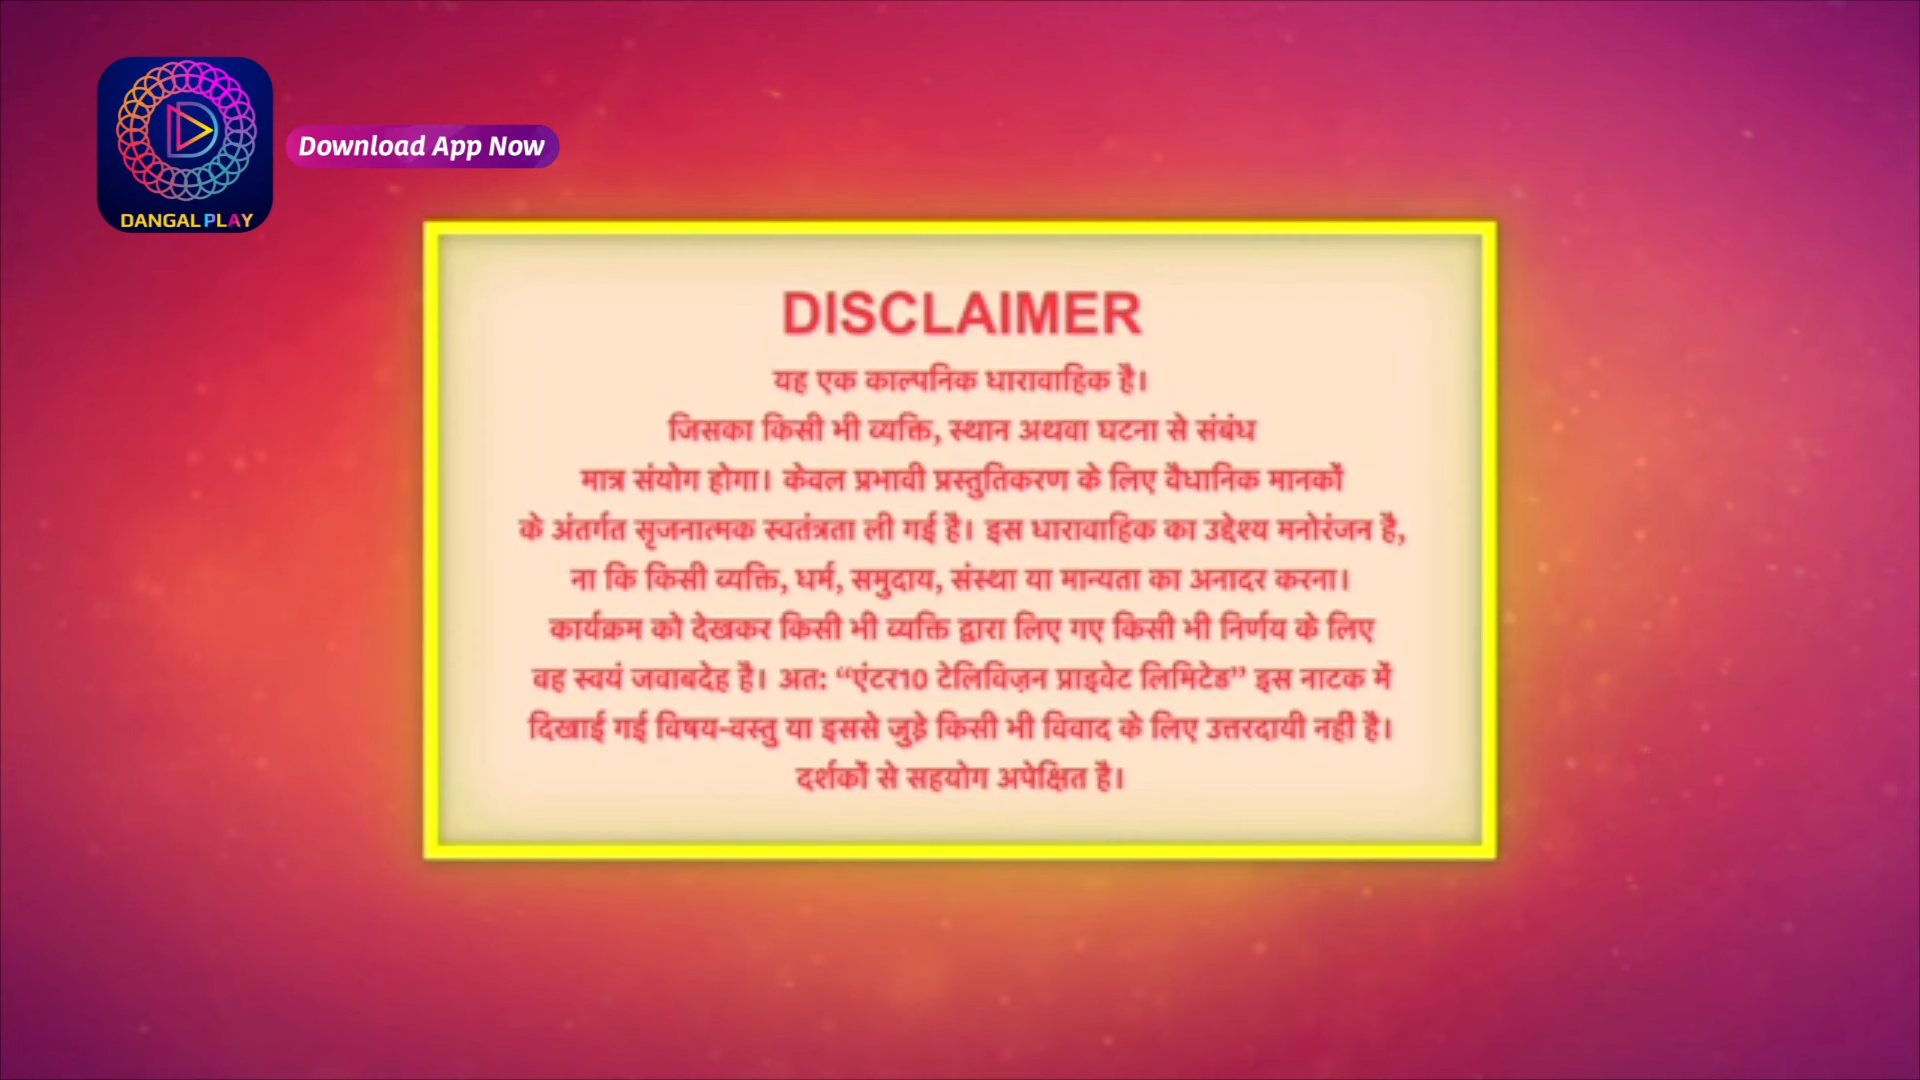 DANGAL PLAY
Download App Now
DISCLAIMER
यह एक काल्पनिक धारावाहिक है।
जिसका किसी भी व्यक्ति, स्थान अथवा घटना से संबंध
मात्र संयोग होगा। केवल प्रभावी प्रस्तुतिकरण के लिए वैधानिक मानकों
के अंतर्गत सृजनात्मक स्वतंत्रता ली गई है। इस धारावाहिक का उद्देश्य मनोरंजन है,
ना कि किसी व्यक्ति, धर्म, समुदाय, संस्था या मान्यता का अनादर करना।
कार्यक्रम को देखकर किसी भी व्यक्ति द्वारा लिए गए किसी भी निर्णय के लिए
वह स्वयं जवाबदेह है। अत: “एंटर10 टेलिविज़न प्राइवेट लिमिटेड” इस नाटक में
दिखाई गई विषय-वस्तु या इससे जुड़े किसी भी विवाद के लिए उत्तरदायी नहीं है।
दर्शकों से सहयोग अपेक्षित है।